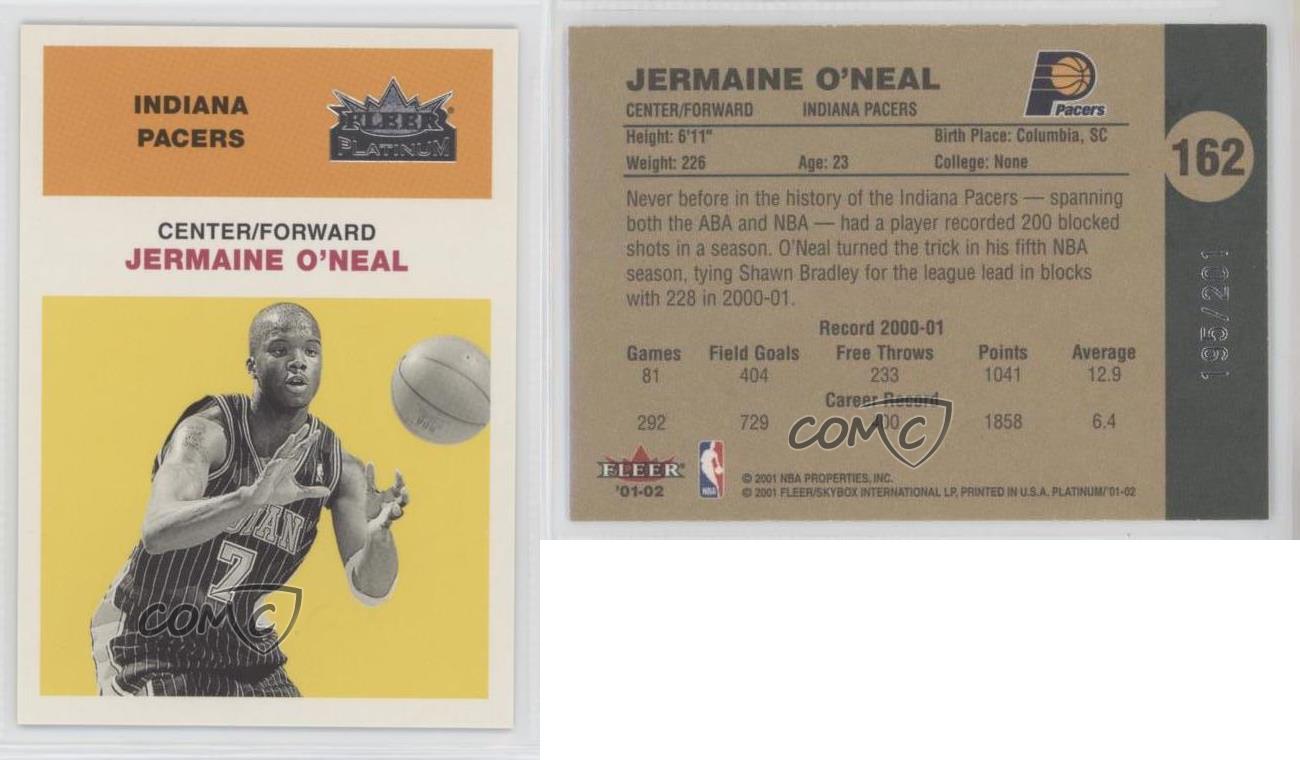 INDIANA
PACERS
FLEER
PLATINUM
CENTER/FORWARD
JERMAINE O'NEAL
7
COMC
JERMAINE O'NEAL
CENTER/FORWARD INDIANA PACERS
Pacers
Height: 6'11" Birth Place: Columbia, SC
Weight: 226 Age: 23 College: None
162
195/201
Never before in the history of the Indiana Pacers — spanning
both the ABA and NBA — had a player recorded 200 blocked
shots in a season. O'Neal turned the trick in his fifth NBA
season, tying Shawn Bradley for the league lead in blocks
with 228 in 2000-01.
Record 2000-01
Games Field Goals Free Throws Points Average
81 404 233 1041 12.9
Career Record
292 729 400 1858 6.4
COMC
FLEER
'01-02
NBA
© 2001 NBA PROPERTIES, INC.
© 2001 FLEER/SKYBOX INTERNATIONAL LP, PRINTED IN U.S.A. PLATINUM/'01-02